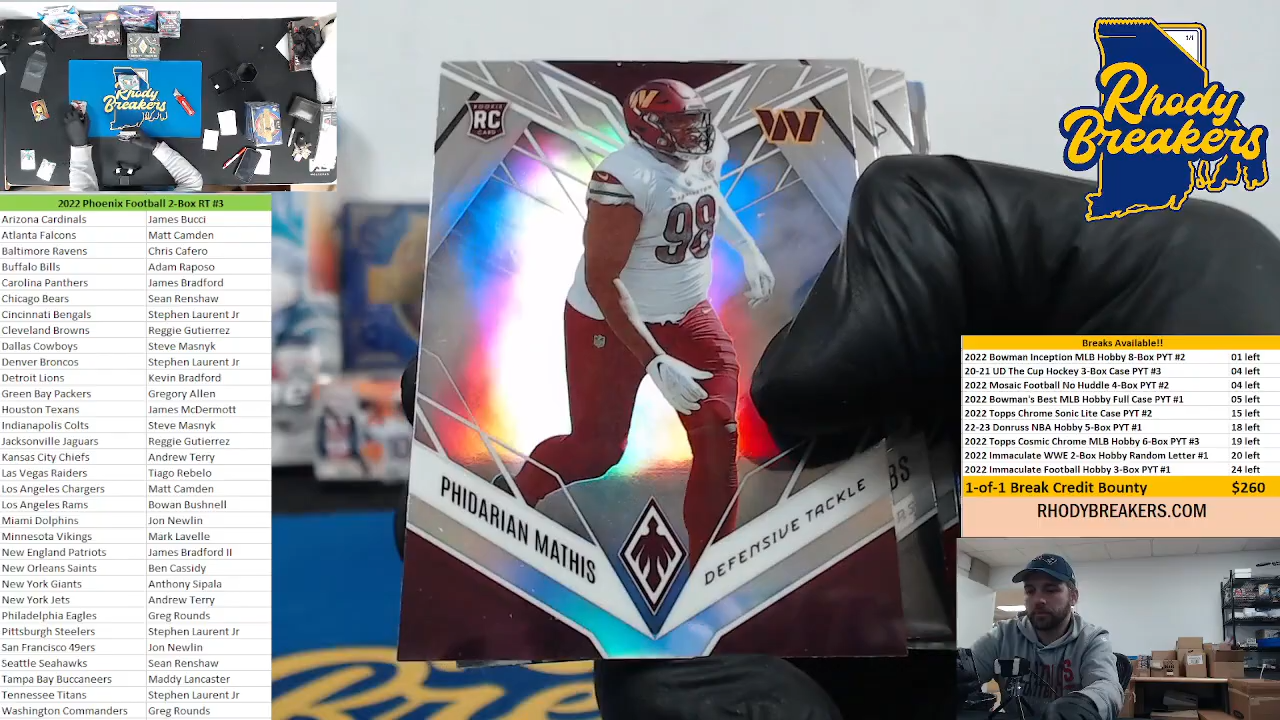 Rhody
Breakers
2022 Phoenix Football 2-Box RT #3
Arizona Cardinals James Bucci
Atlanta Falcons Matt Camden
Baltimore Ravens Chris Cafero
Buffalo Bills Adam Raposo
Carolina Panthers James Bradford
Chicago Bears Sean Renshaw
Cincinnati Bengals Stephen Laurent Jr
Cleveland Browns Reggie Gutierrez
Dallas Cowboys Steve Masnyk
Denver Broncos Stephen Laurent Jr
Detroit Lions Kevin Bradford
Green Bay Packers Gregory Allen
Houston Texans James McDermott
Indianapolis Colts Steve Masnyk
Jacksonville Jaguars Reggie Gutierrez
Kansas City Chiefs Andrew Terry
Las Vegas Raiders Tiago Rebelo
Los Angeles Chargers Matt Camden
Los Angeles Rams Bowan Bushnell
Miami Dolphins Jon Newlin
Minnesota Vikings Mark Lavelle
New England Patriots James Bradford II
New Orleans Saints Ben Cassidy
New York Giants Anthony Sipala
New York Jets Andrew Terry
Philadelphia Eagles Greg Rounds
Pittsburgh Steelers Stephen Laurent Jr
San Francisco 49ers Jon Newlin
Seattle Seahawks Sean Renshaw
Tampa Bay Buccaneers Maddy Lancaster
Tennessee Titans Stephen Laurent Jr
Washington Commanders Greg Rounds
ROOKIE
RC
CARD
W
98
PHIDARIAN MATHIS
DEFENSIVE TACKLE
BS
1/1
Rhody
Breakers
Breaks Available!!
2022 Bowman Inception MLB Hobby 8-Box PYT #2 01 left
20-21 UD The Cup Hockey 3-Box Case PYT #3 04 left
2022 Mosaic Football No Huddle 4-Box PYT #2 04 left
2022 Bowman's Best MLB Hobby Full Case PYT #1 05 left
2022 Topps Chrome Sonic Lite Case PYT #2 15 left
22-23 Donruss NBA Hobby 5-Box PYT #1 18 left
2022 Topps Cosmic Chrome MLB Hobby 6-Box PYT #3 19 left
2022 Immaculate WWE 2-Box Hobby Random Letter #1 20 left
2022 Immaculate Football Hobby 3-Box PYT #1 24 left
1-of-1 Break Credit Bounty $260
RHODYBREAKERS.COM